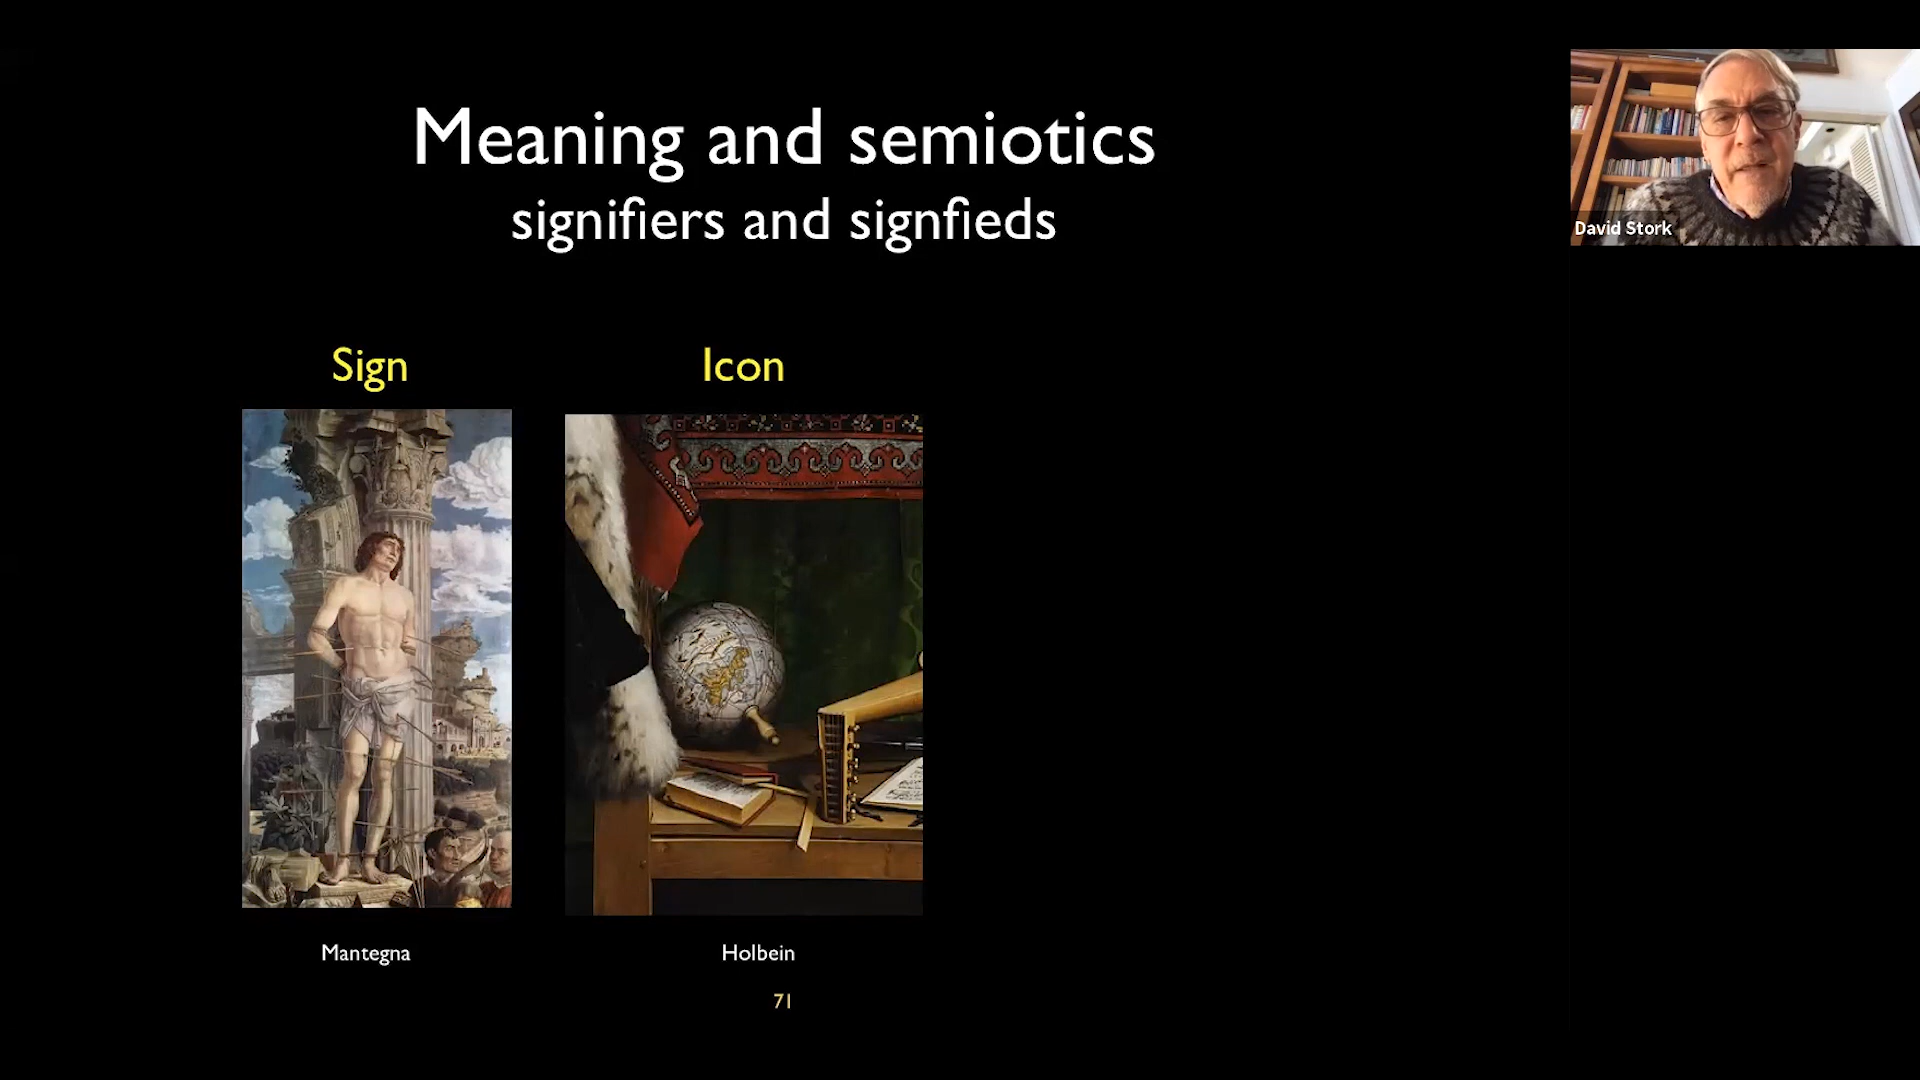 Meaning and semiotics
signifiers and signfieds
Sign
Icon
Mantegna
Holbein
71
David Stork